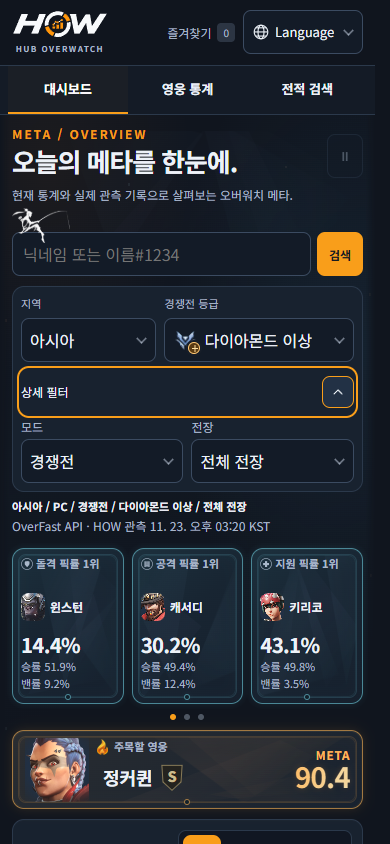 HOW
HUB OVERWATCH
즐겨찾기 0
Language
대시보드 영웅 통계 전적 검색
META / OVERVIEW
오늘의 메타를 한눈에.
현재 통계와 실제 관측 기록으로 살펴보는 오버워치 메타.
닉네임 또는 이름#1234 검색
지역 경쟁전 등급
아시아 다이아몬드 이상
상세 필터
모드 전장
경쟁전 전체 전장
아시아 / PC / 경쟁전 / 다이아몬드 이상 / 전체 전장
OverFast API · HOW 관측 11. 23. 오후 03:20 KST
돌격 픽률 1위
윈스턴
14.4%
승률 51.9%
밴률 9.2%
공격 픽률 1위
캐서디
30.2%
승률 49.4%
밴률 12.4%
지원 픽률 1위
키리코
43.1%
승률 49.8%
밴률 3.5%
주목할 영웅
정커퀸 S
META
90.4